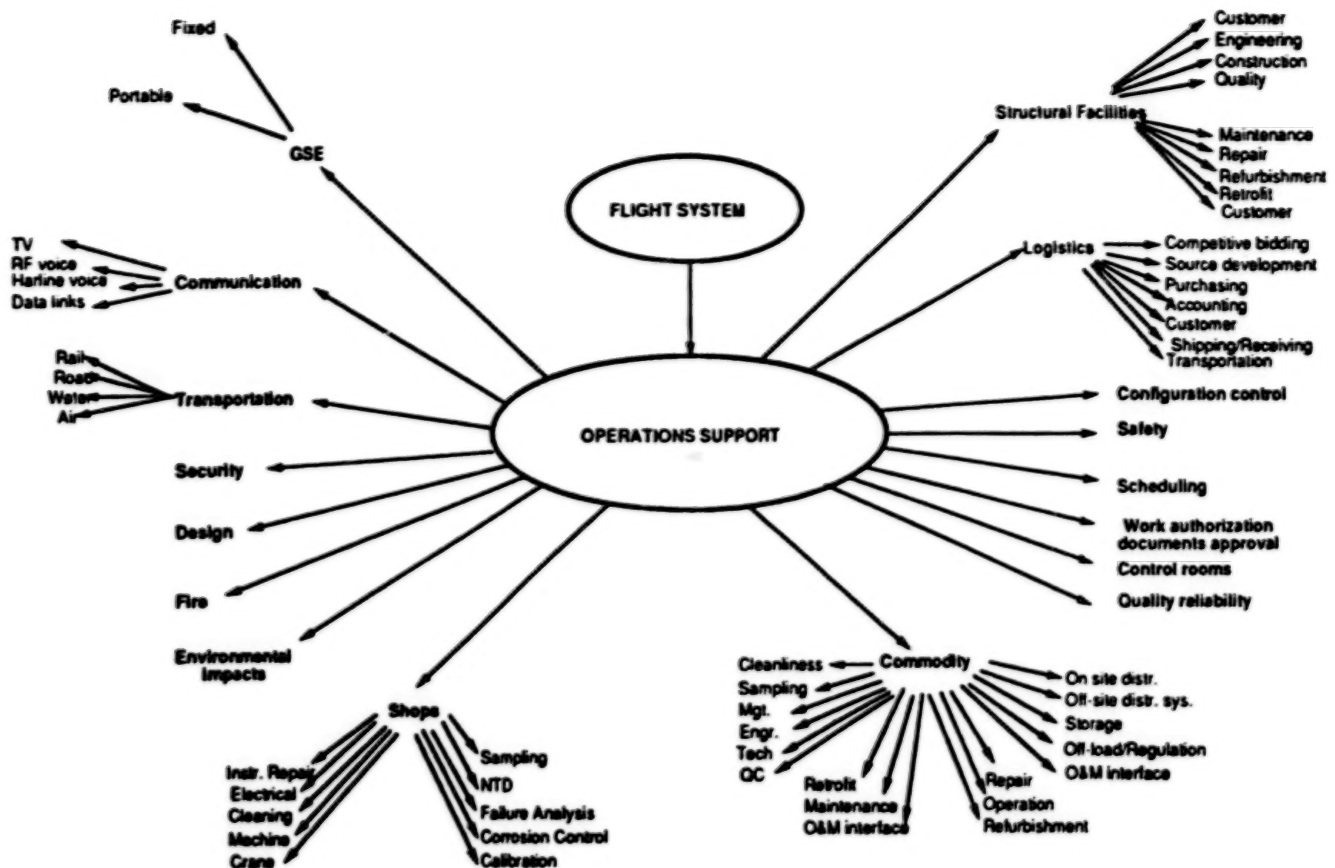 Fixed
Portable
GSE
TV
RF voice
Harline voice
Data links
Communication
Rail
Road
Water
Air
Transportation
Security
Design
Fire
Environmental
Impacts
Shops
Instr. Repair
Electrical
Cleaning
Machine
Crane
Sampling
NTD
Failure Analysis
Corrosion Control
Calibration
FLIGHT SYSTEM
OPERATIONS SUPPORT
Structural Facilities
Customer
Engineering
Construction
Quality
Maintenance
Repair
Refurbishment
Retrofit
Customer
Logistics
Competitive bidding
Source development
Purchasing
Accounting
Customer
Shipping/Receiving
Transportation
Configuration control
Safety
Scheduling
Work authorization
documents approval
Control rooms
Quality reliability
Commodity
Cleanliness
Sampling
Mgt.
Engr.
Tech
QC
Retrofit
Maintenance
O&M interface
Repair
Operation
Refurbishment
On site distr.
Off-site distr. sys.
Storage
Off-load/Regulation
O&M interface